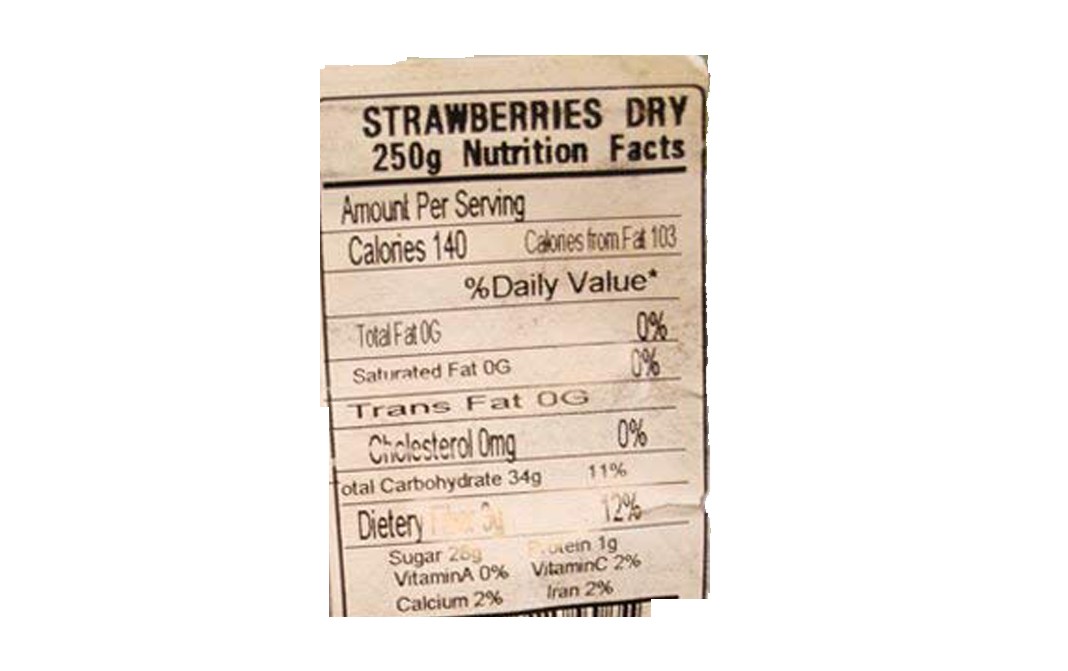 STRAWBERRIES DRY
250g Nutrition Facts
Amount Per Serving
Calories 140 Calories from Fat 103
%Daily Value*
Total Fat 0G 0%
Saturated Fat 0G 0%
Trans Fat 0G
Cholesterol 0mg 0%
otal Carbohydrate 34g 11%
Dietery 12%
Sugar Protein 1g
VitaminA 0% VitaminC 2%
Calcium 2% Iran 2%